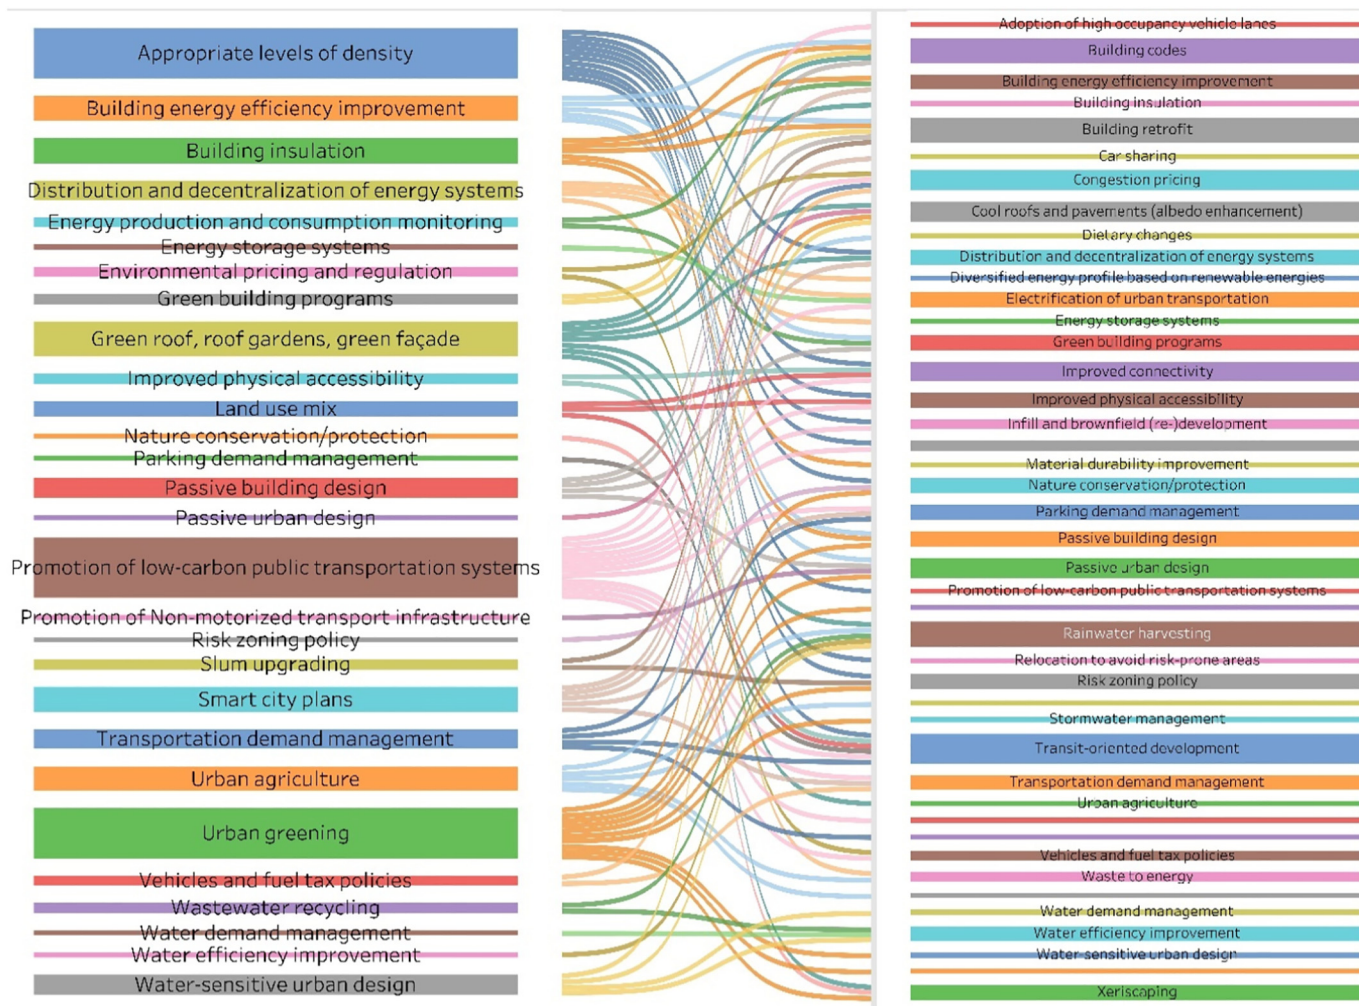 Appropriate levels of density
Building energy efficiency improvement
Building insulation
Distribution and decentralization of energy systems
Energy production and consumption monitoring
Energy storage systems
Environmental pricing and regulation
Green building programs
Green roof, roof gardens, green façade
Improved physical accessibility
Land use mix
Nature conservation/protection
Parking demand management
Passive building design
Passive urban design
Promotion of low-carbon public transportation systems
Promotion of Non-motorized transport infrastructure
Risk zoning policy
Slum upgrading
Smart city plans
Transportation demand management
Urban agriculture
Urban greening
Vehicles and fuel tax policies
Wastewater recycling
Water demand management
Water efficiency improvement
Water-sensitive urban design
Adoption of high occupancy vehicle lanes
Building codes
Building energy efficiency improvement
Building insulation
Building retrofit
Car sharing
Congestion pricing
Cool roofs and pavements (albedo enhancement)
Dietary changes
Distribution and decentralization of energy systems
Diversified energy profile based on renewable energies
Electrification of urban transportation
Energy storage systems
Green building programs
Improved connectivity
Improved physical accessibility
Infill and brownfield (re-)development
Material durability improvement
Nature conservation/protection
Parking demand management
Passive building design
Passive urban design
Promotion of low-carbon public transportation systems
Rainwater harvesting
Relocation to avoid risk-prone areas
Risk zoning policy
Stormwater management
Transit-oriented development
Transportation demand management
Urban agriculture
Vehicles and fuel tax policies
Waste to energy
Water demand management
Water efficiency improvement
Water-sensitive urban design
Xeriscaping